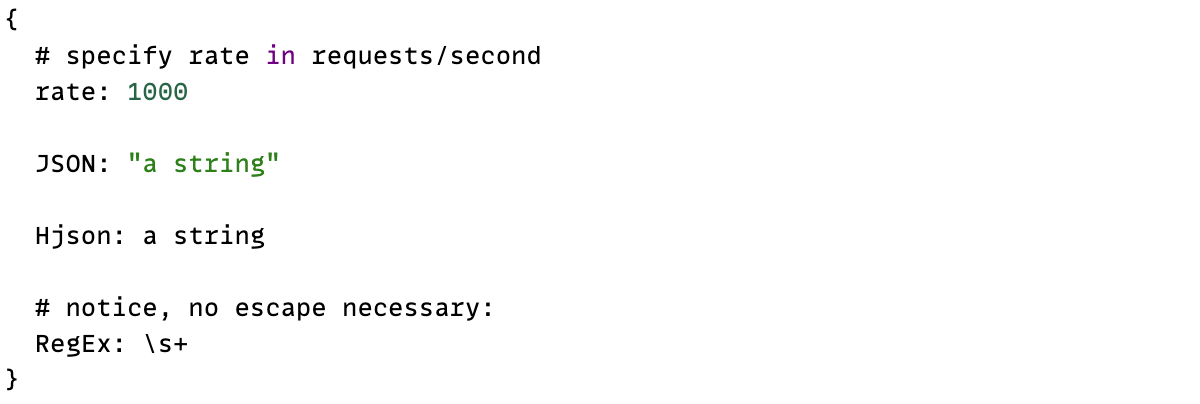 {
  # specify rate in requests/second
  rate: 1000

  JSON: "a string"

  Hjson: a string

  # notice, no escape necessary:
  RegEx: \s+
}